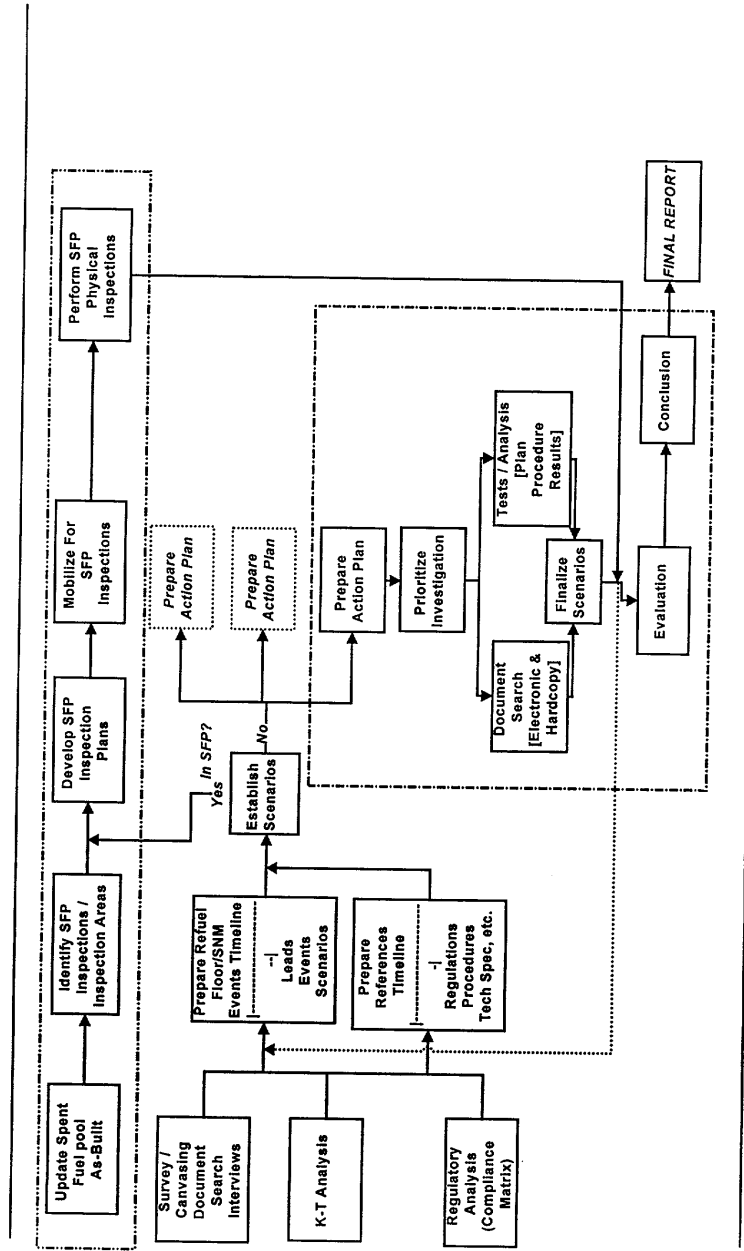 Update Spent
Fuel pool
As-Built
Identify SFP
Inspections /
Inspection Areas
Develop SFP
Inspection
Plans
Mobilize For
SFP
Inspections
Perform SFP
Physical
Inspections
Survey /
Canvasing
Document
Search
Interviews
K-T Analysis
Regulatory
Analysis
(Compliance
Matrix)
Prepare Refuel
Floor/SNM
Events Timeline
|-----------
--|
Leads
Events
Scenarios
Prepare
References
Timeline
|-----------
-|
Regulations
Procedures
Tech Spec, etc.
Establish
Scenarios
In SFP?
Yes
No
Prepare
Action Plan
Prepare
Action Plan
Prepare
Action Plan
Prioritize
Investigation
Document
Search
[Electronic &
Hardcopy]
Tests / Analysis
[Plan
Procedure
Results]
Finalize
Scenarios
Evaluation
Conclusion
FINAL REPORT